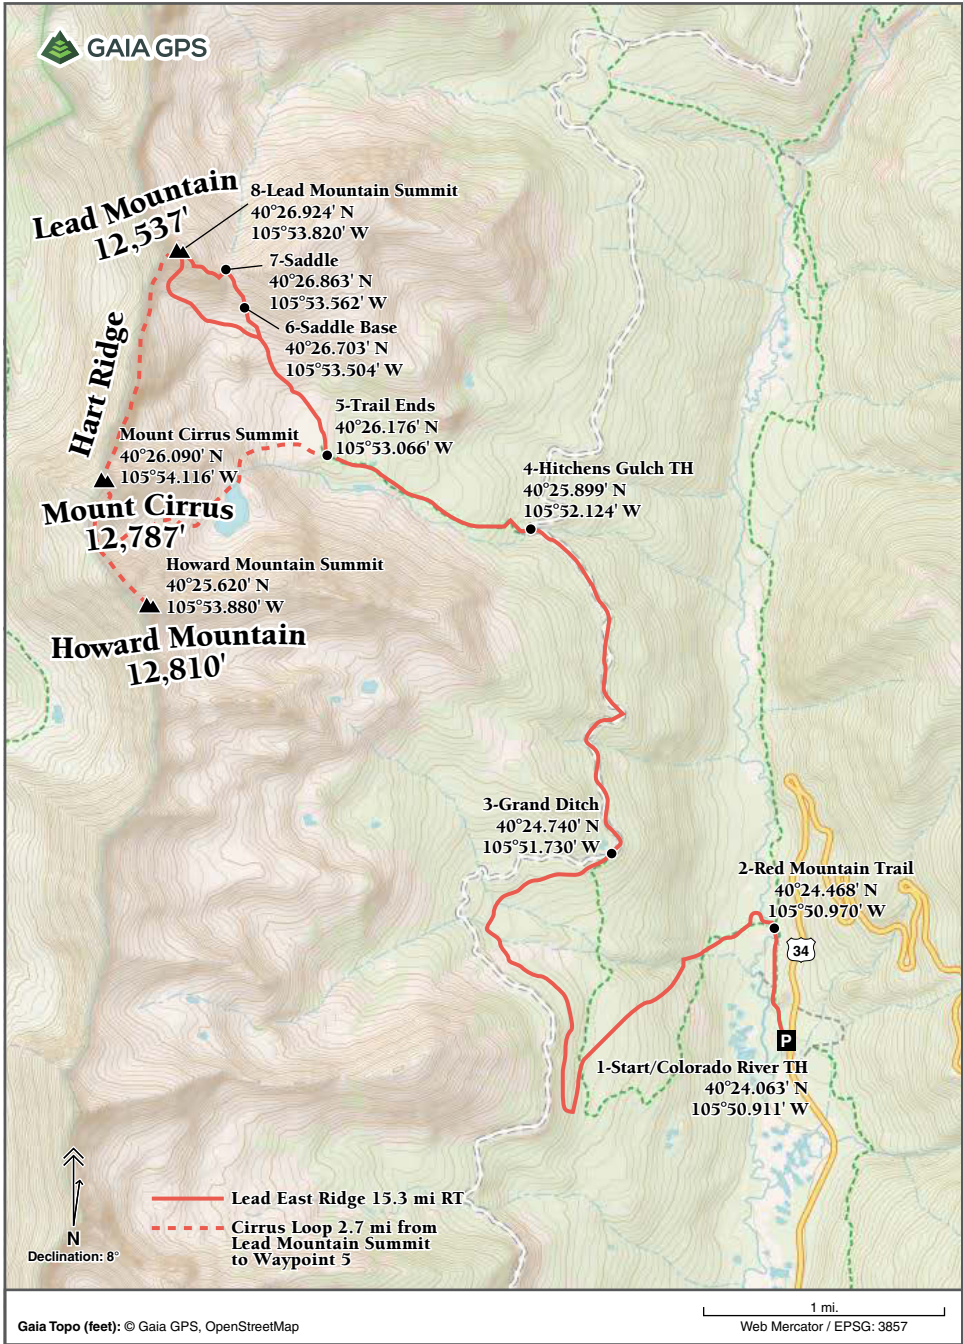 GAIA GPS
Lead Mountain
12,537'
8-Lead Mountain Summit
40°26.924' N
105°53.820' W
7-Saddle
40°26.863' N
105°53.562' W
6-Saddle Base
40°26.703' N
105°53.504' W
Hart Ridge
5-Trail Ends
40°26.176' N
105°53.066' W
Mount Cirrus Summit
40°26.090' N
105°54.116' W
Mount Cirrus
12,787'
4-Hitchens Gulch TH
40°25.899' N
105°52.124' W
Howard Mountain Summit
40°25.620' N
105°53.880' W
Howard Mountain
12,810'
3-Grand Ditch
40°24.740' N
105°51.730' W
2-Red Mountain Trail
40°24.468' N
105°50.970' W
34
P
1-Start/Colorado River TH
40°24.063' N
105°50.911' W
N
Declination: 8°
Lead East Ridge 15.3 mi RT
Cirrus Loop 2.7 mi from
Lead Mountain Summit
to Waypoint 5
Gaia Topo (feet): © Gaia GPS, OpenStreetMap
1 mi.
Web Mercator / EPSG: 3857